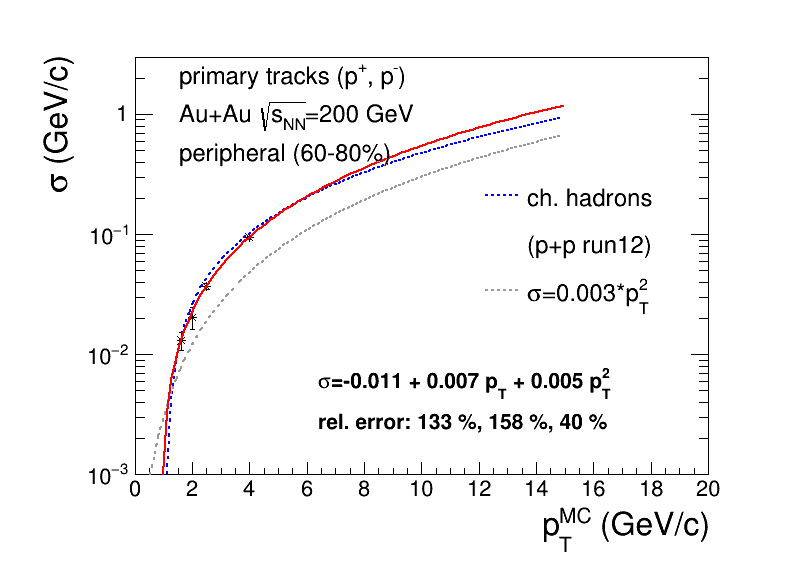 σ (GeV/c)
primary tracks (p⁺, p⁻)
Au+Au √s_NN=200 GeV
peripheral (60-80%)
1
10⁻¹
10⁻²
10⁻³
ch. hadrons
(p+p run12)
σ=0.003*p_T²
σ=-0.011 + 0.007 p_T + 0.005 p_T²
rel. error: 133 %, 158 %, 40 %
0 2 4 6 8 10 12 14 16 18 20
p_T^MC (GeV/c)